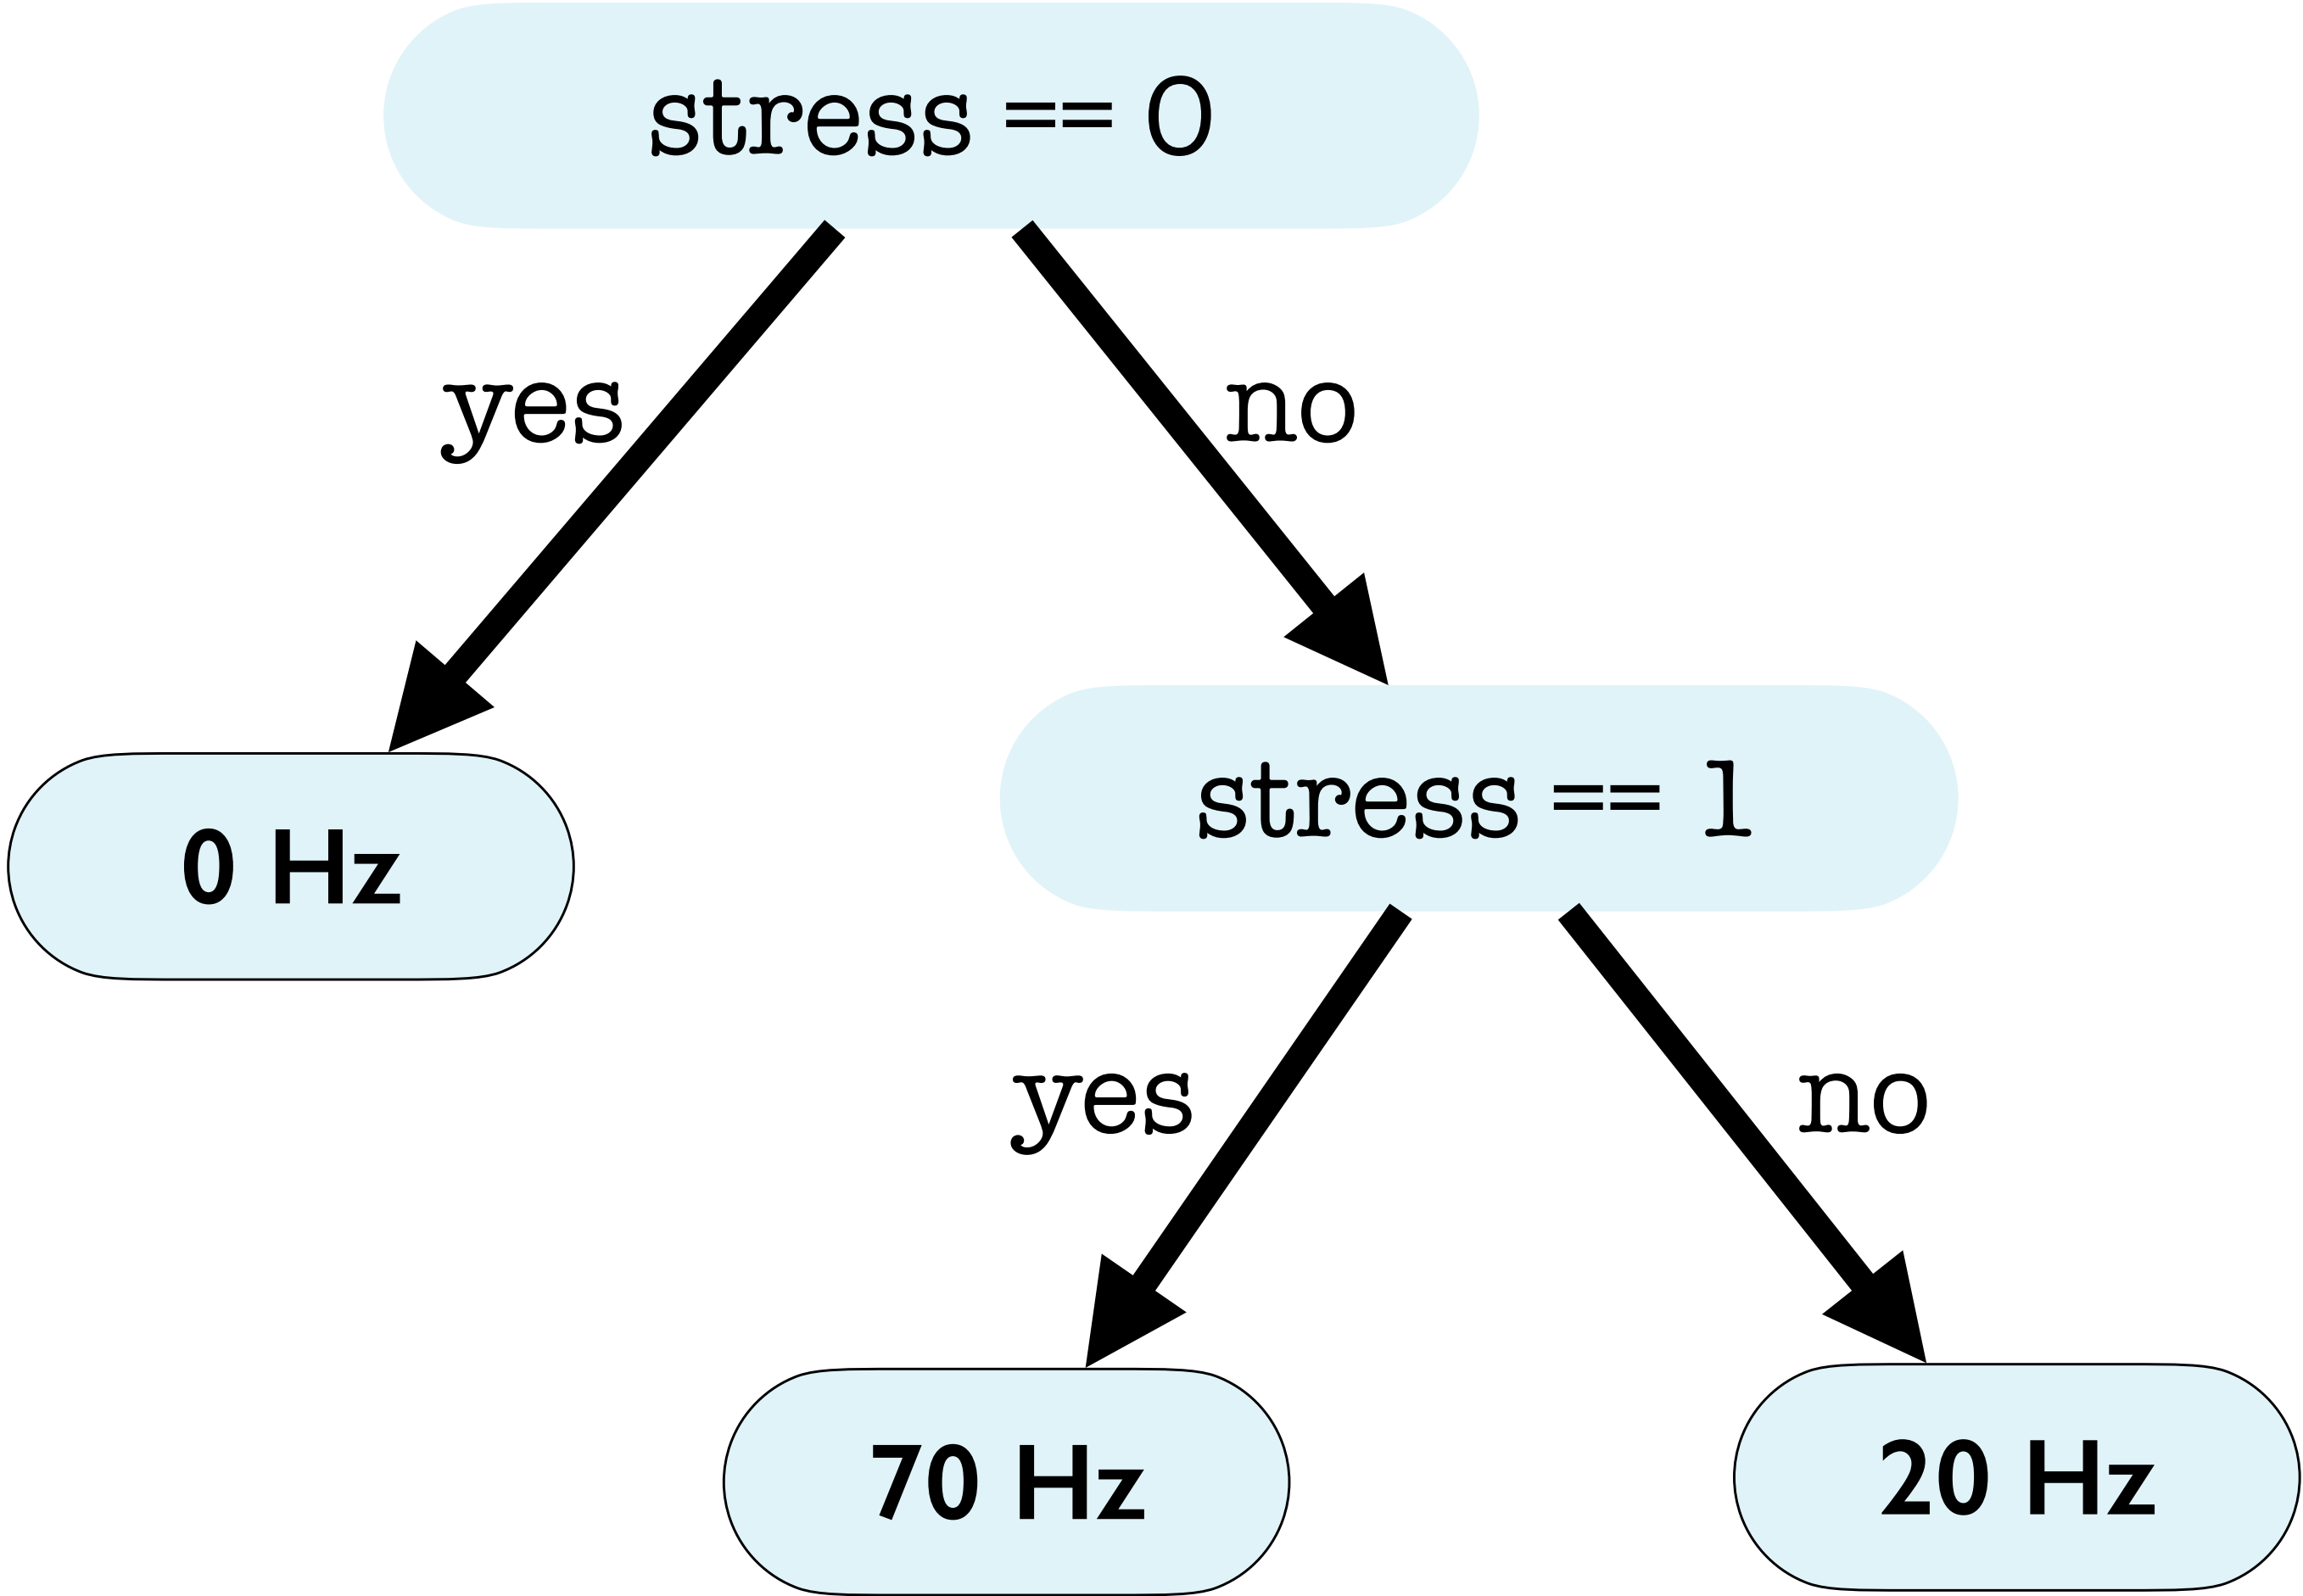 stress == 0
yes
no
0 Hz
stress == 1
yes
no
70 Hz
20 Hz